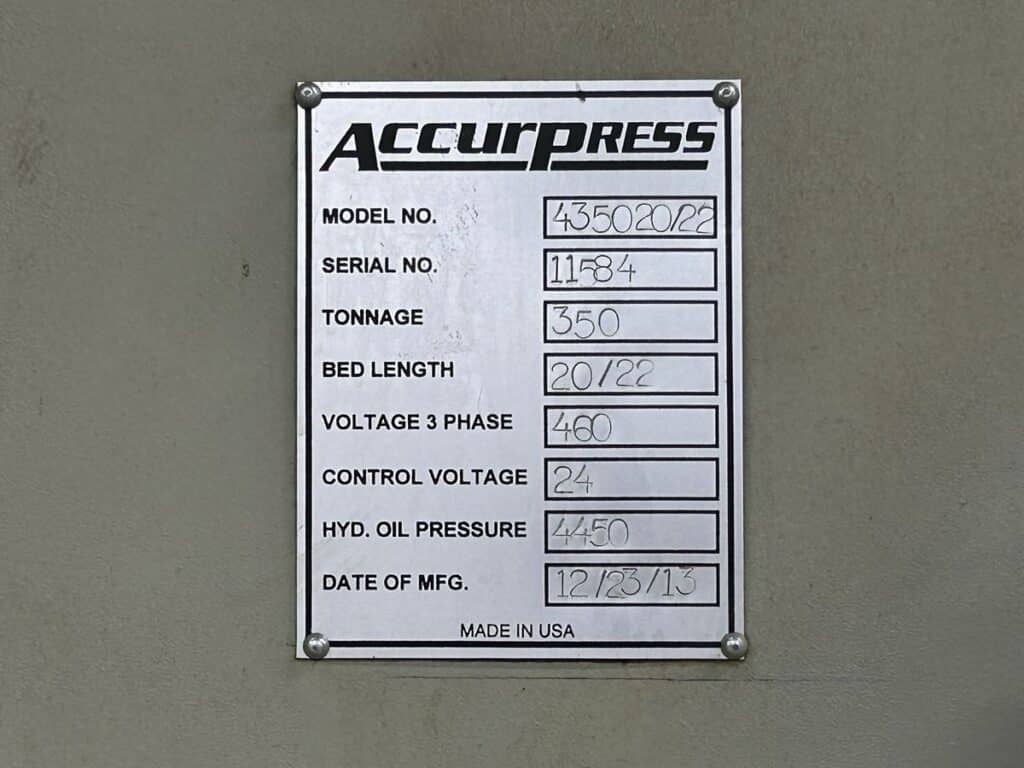 ACCURPRESS
MODEL NO. 435020/22
SERIAL NO. 11584
TONNAGE 350
BED LENGTH 20/22
VOLTAGE 3 PHASE 460
CONTROL VOLTAGE 24
HYD. OIL PRESSURE 4450
DATE OF MFG. 12/23/13
MADE IN USA